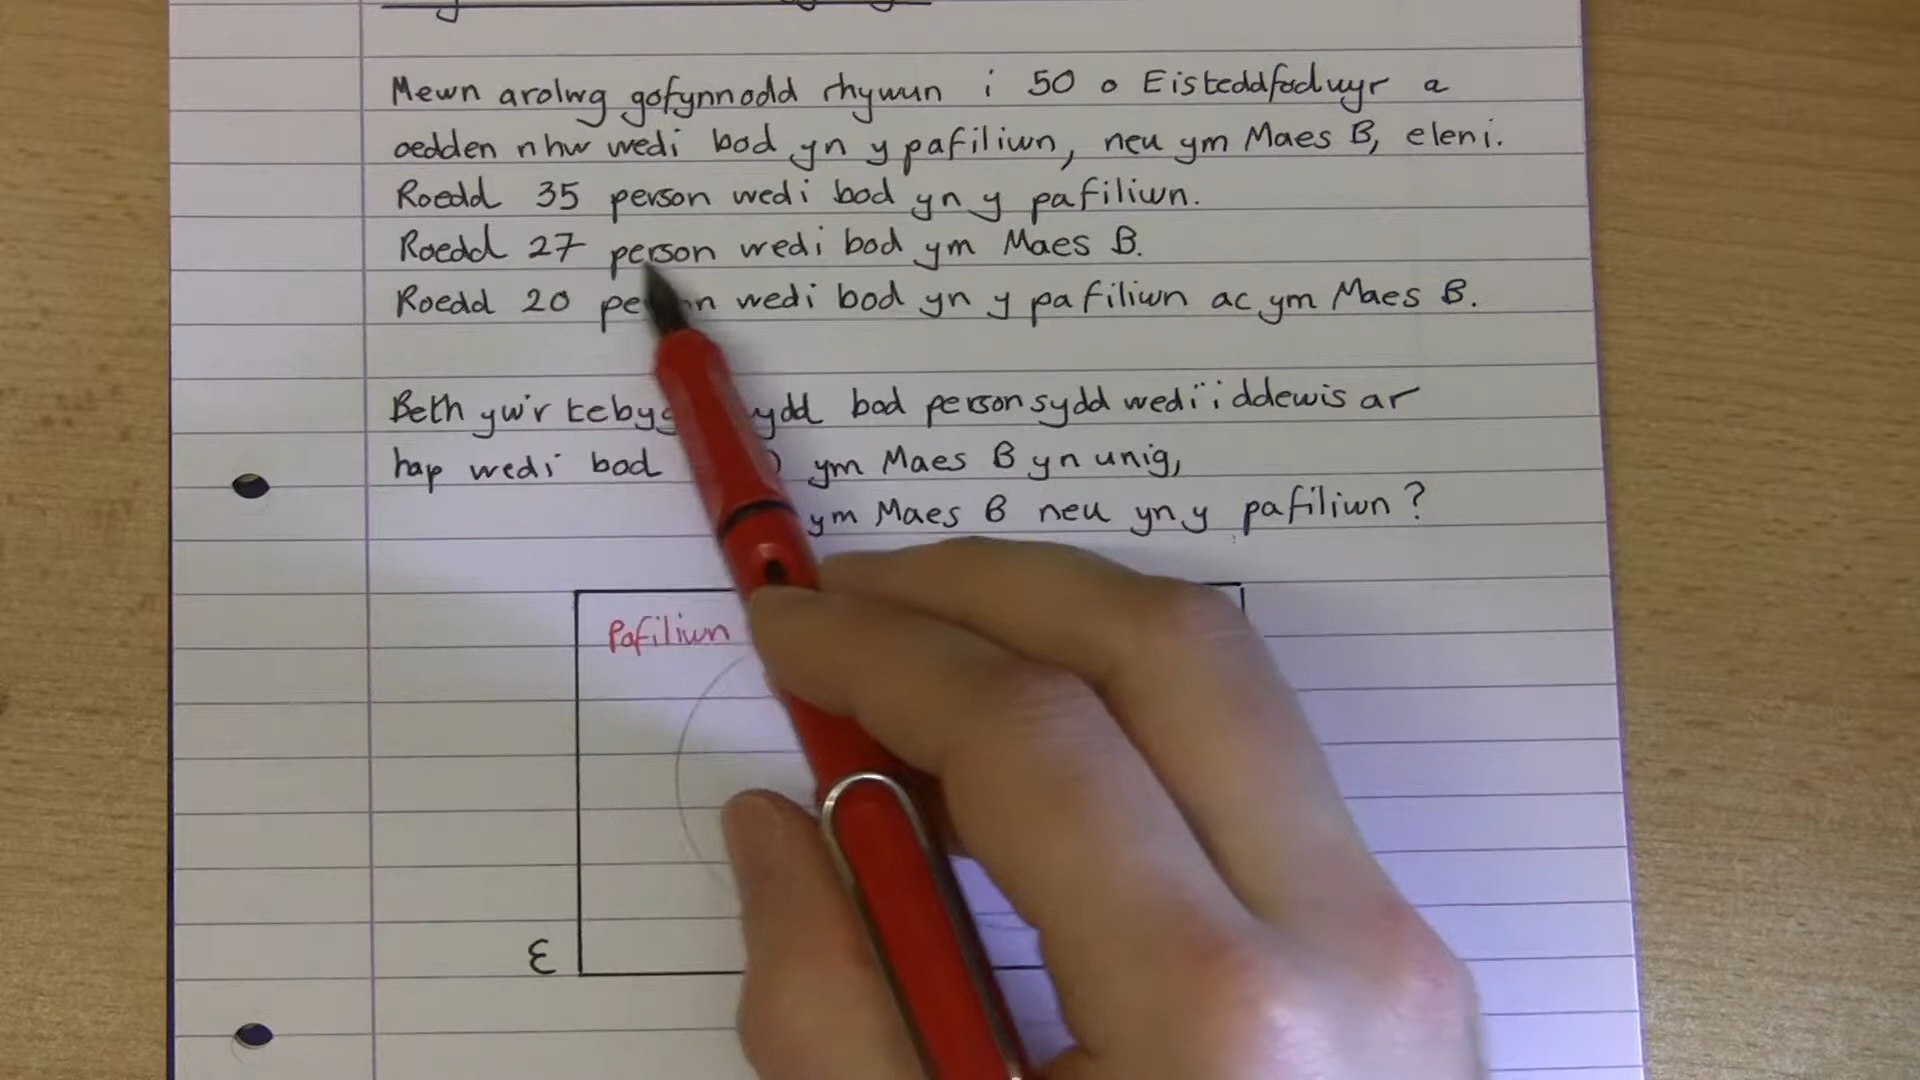 Mewn arolwg gofynnodd rhywun i 50 o Eisteddfodwyr a
oedden nhw wedi bod yn y pafiliwn, neu ym Maes B, eleni.
Roedd 35 person wedi bod yn y pafiliwn.
Roedd 27 person wedi bod ym Maes B.
Roedd 20 wedi bod yn y pafiliwn ac ym Maes B.
Beth yw'r bod person sydd wedi'i ddewis ar
hap wedi bod ym Maes B yn unig,
ym Maes B neu yn y pafiliwn?
Pafiliwn
Ɛ